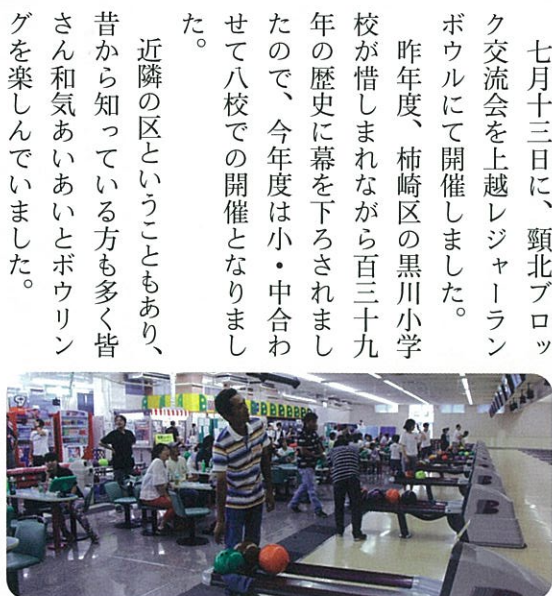 七月十三日に、頸北ブロッ
ク交流会を上越レジャーラン
ドボウルにて開催しました。
昨年度、柿崎区の黒川小学
校が惜しまれながら百三十九
年の歴史に幕を下ろされまし
たので、今年度は小・中合わ
せて八校での開催となりまし
た。
近隣の区ということもあり、
昔から知っている方も多く皆
さん和気あいあいとボウリン
グを楽しんでいました。